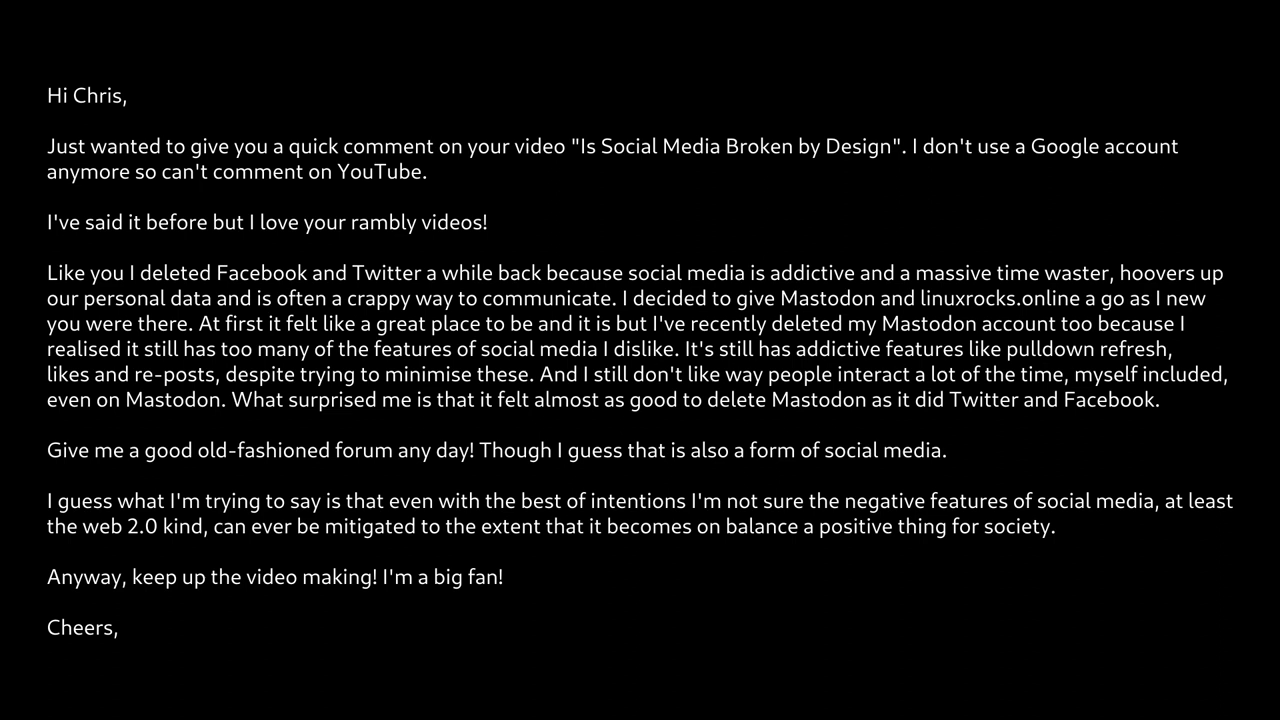 Hi Chris,
Just wanted to give you a quick comment on your video "Is Social Media Broken by Design". I don't use a Google account
anymore so can't comment on YouTube.
I've said it before but I love your rambly videos!
Like you I deleted Facebook and Twitter a while back because social media is addictive and a massive time waster, hoovers up
our personal data and is often a crappy way to communicate. I decided to give Mastodon and linuxrocks.online a go as I new
you were there. At first it felt like a great place to be and it is but I've recently deleted my Mastodon account too because I
realised it still has too many of the features of social media I dislike. It's still has addictive features like pulldown refresh,
likes and re-posts, despite trying to minimise these. And I still don't like way people interact a lot of the time, myself included,
even on Mastodon. What surprised me is that it felt almost as good to delete Mastodon as it did Twitter and Facebook.
Give me a good old-fashioned forum any day! Though I guess that is also a form of social media.
I guess what I'm trying to say is that even with the best of intentions I'm not sure the negative features of social media, at least
the web 2.0 kind, can ever be mitigated to the extent that it becomes on balance a positive thing for society.
Anyway, keep up the video making! I'm a big fan!
Cheers,